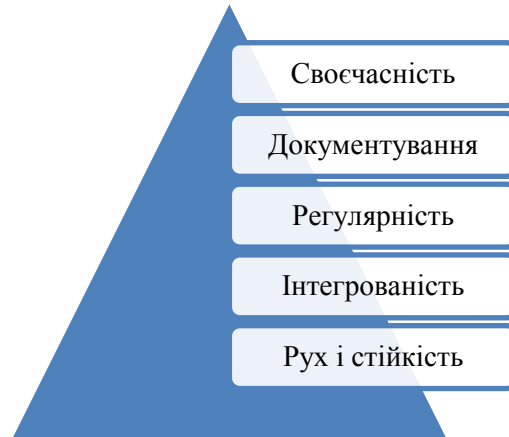 Своєчасність
Документування
Регулярність
Інтегрованість
Рух і стійкість